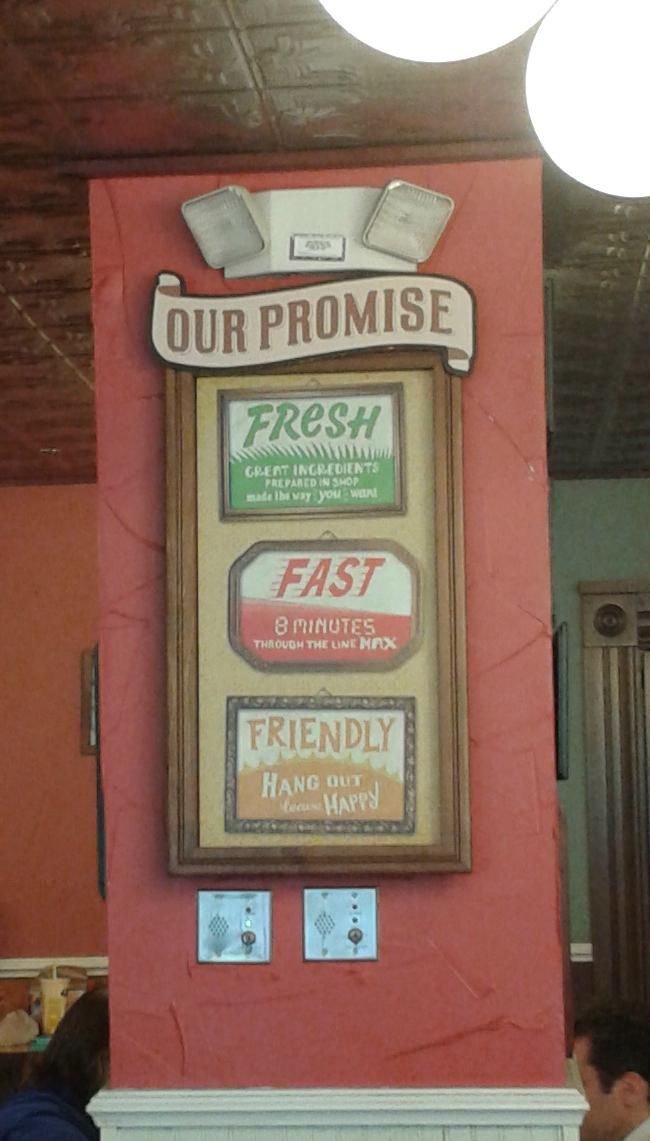 OUR PROMISE
FRESH
GREAT INGREDIENTS
PREPARED IN SHOP
made the way you want
FAST
8 MINUTES
THROUGH THE LINE MAX
FRIENDLY
HANG OUT
leave HAPPY